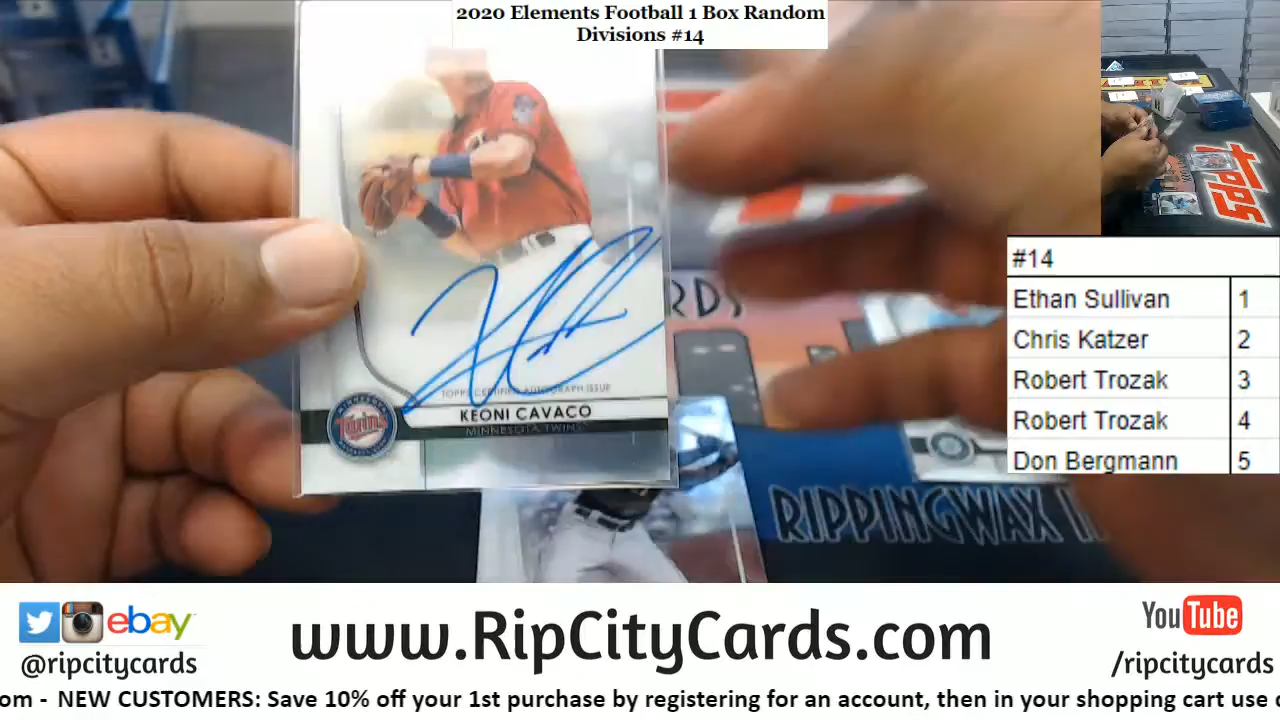 2020 Elements Football 1 Box Random
Divisions #14
TOPPS CERTIFIED AUTOGRAPH ISSUE
KEONI CAVACO
MINNESOTA TWINS
Twins
RDS
RIPPINGWAX
TOPPS
#14
Ethan Sullivan 1
Chris Katzer 2
Robert Trozak 3
Robert Trozak 4
Don Bergmann 5
ebay
@ripcitycards
www.RipCityCards.com
YouTube
/ripcitycards
om - NEW CUSTOMERS: Save 10% off your 1st purchase by registering for an account, then in your shopping cart use